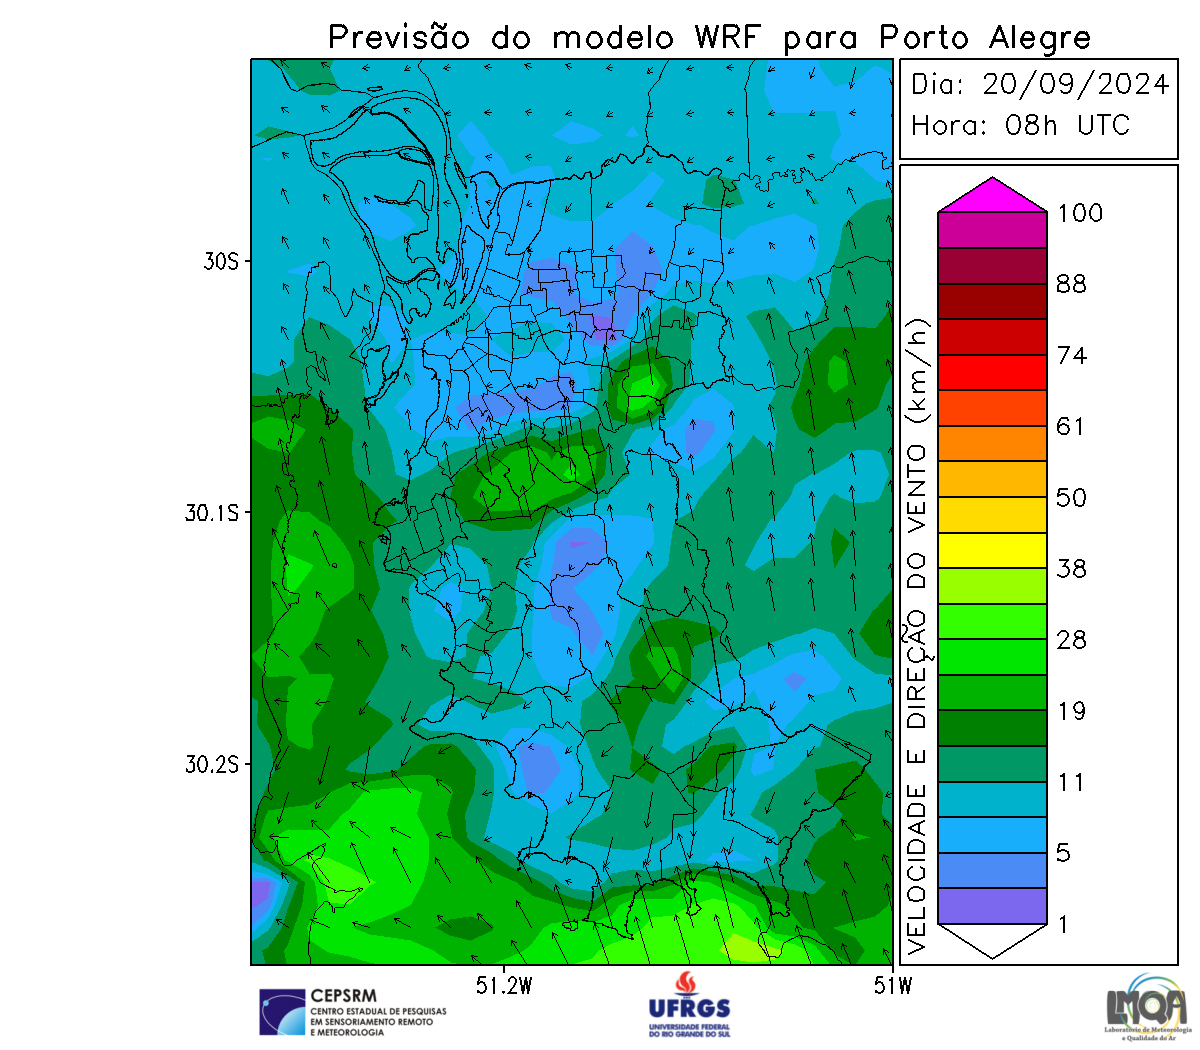 Previsão do modelo WRF para Porto Alegre
Dia: 20/09/2024
Hora: 08h UTC
30S
30.1S
30.2S
51.2W
51W
VELOCIDADE E DIREÇÃO DO VENTO (km/h)
100
88
74
61
50
38
28
19
11
5
1
CEPSRM
CENTRO ESTADUAL DE PESQUISAS
EM SENSORIAMENTO REMOTO
E METEOROLOGIA
UFRGS
UNIVERSIDADE FEDERAL
DO RIO GRANDE DO SUL
LMQA
Laboratório de Meteorologia
e Qualidade do Ar